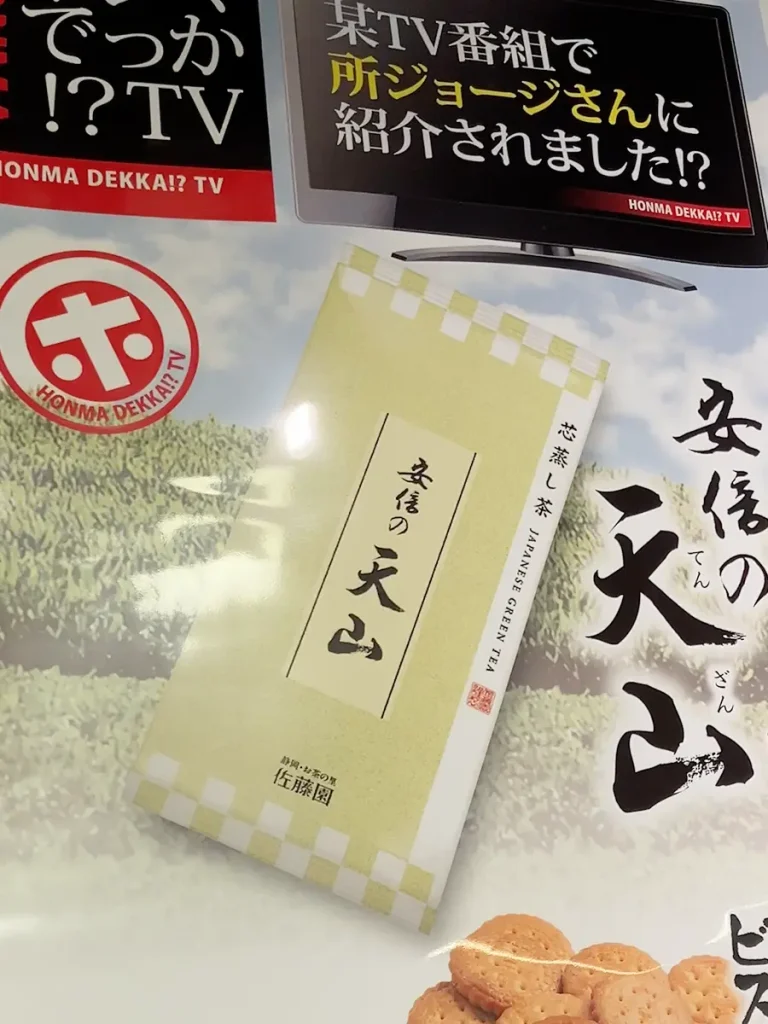 でっか
!?TV
HONMA DEKKA!? TV
某TV番組で
所ジョージさんに
紹介されました!?
HONMA DEKKA!? TV
ホ
HONMA DEKKA!? TV
安倍の
天山
芯蒸し茶 JAPANESE GREEN TEA
静岡・お茶の里
佐藤園
安倍の
天山
てんざん
ビス